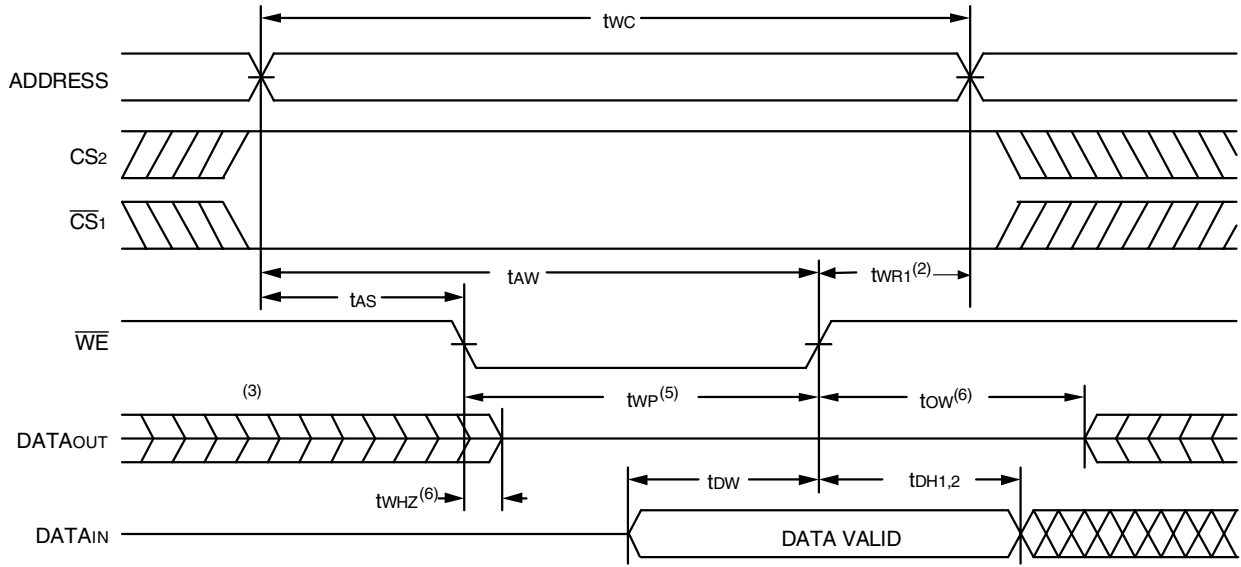 tWC
ADDRESS
CS2
CS1
tAW
tWR1(2)
tAS
WE
(3)
tWP(5)
tOW(6)
DATAOUT
tDW
tDH1,2
tWHZ(6)
DATAIN
DATA VALID